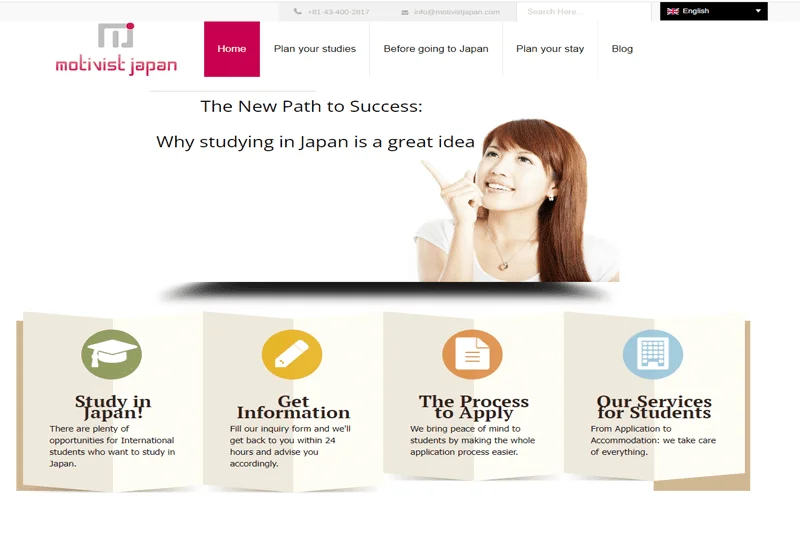 +81-43-400-2817
info@motivistjapan.com
Search Here...
English
motivist japan
Home
Plan your studies
Before going to Japan
Plan your stay
Blog
The New Path to Success:
Why studying in Japan is a great idea
Study in
Japan!
There are plenty of
opportunities for International
students who want to study in
Japan.
Get
Information
Fill our inquiry form and we'll
get back to you within 24
hours and advise you
accordingly.
The Process
to Apply
We bring peace of mind to
students by making the whole
application process easier.
Our Services
for Students
From Application to
Accommodation: we take care
of everything.